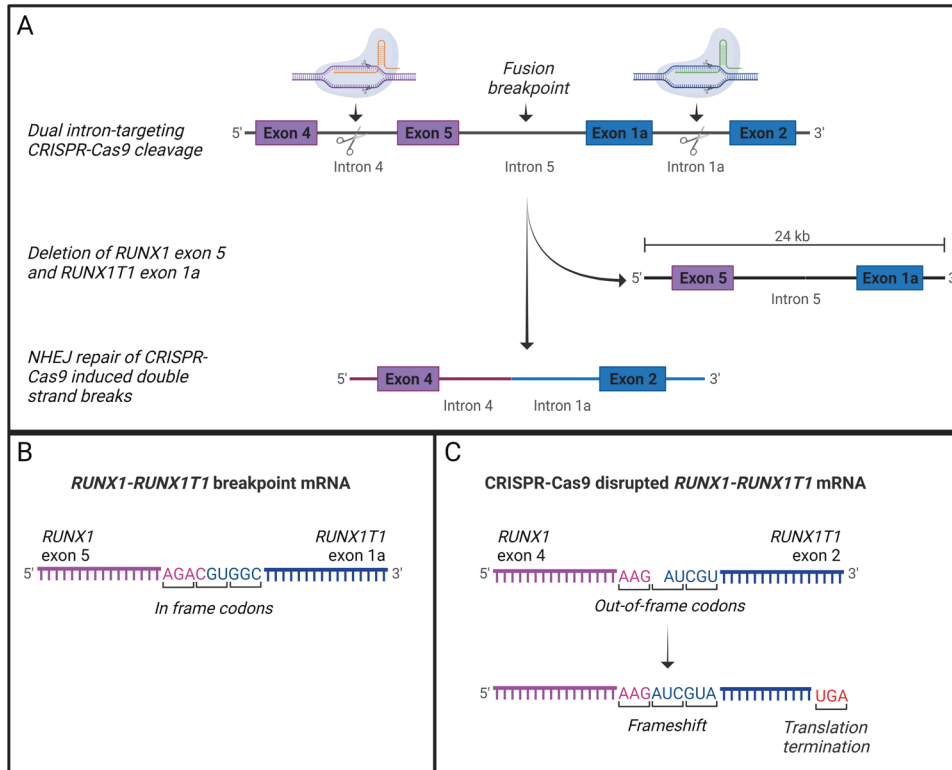 A
Fusion
breakpoint
Dual intron-targeting
CRISPR-Cas9 cleavage
5' Exon 4 Exon 5 Exon 1a Exon 2 3'
Intron 4 Intron 5 Intron 1a
Deletion of RUNX1 exon 5
and RUNX1T1 exon 1a
24 kb
5' Exon 5 Exon 1a 3'
Intron 5
NHEJ repair of CRISPR-
Cas9 induced double
strand breaks
5' Exon 4 Exon 2 3'
Intron 4 Intron 1a
B
RUNX1-RUNX1T1 breakpoint mRNA
RUNX1
exon 5
RUNX1T1
exon 1a
5' AGACGUGGC 3'
In frame codons
C
CRISPR-Cas9 disrupted RUNX1-RUNX1T1 mRNA
RUNX1
exon 4
RUNX1T1
exon 2
5' AAG AUCGU 3'
Out-of-frame codons
5' AAGAUCGUA UGA
Frameshift
Translation
termination